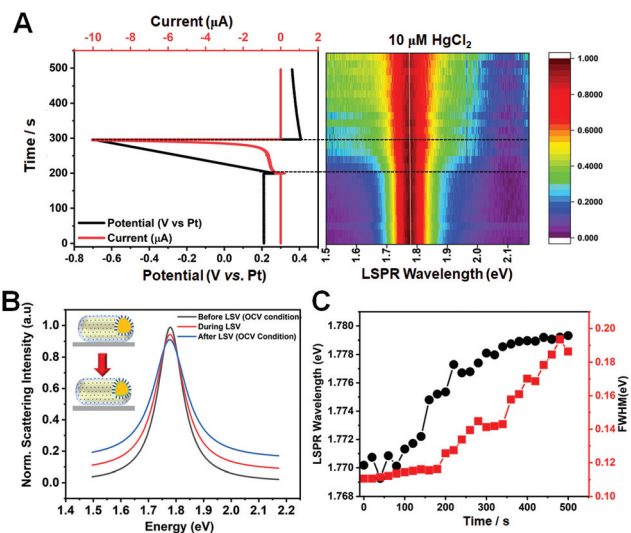 A
Current (μA)
-10 -8 -6 -4 -2 0 2
10 μM HgCl2
Time / s
500
400
300
200
100
0
Potential (V vs Pt)
Current (μA)
-0.8 -0.6 -0.4 -0.2 0.0 0.2 0.4
Potential (V vs. Pt)
1.5 1.6 1.7 1.8 1.9 2.0 2.1
LSPR Wavelength (eV)
1.000
0.8000
0.6000
0.4000
0.2000
0.000
B
Norm. Scattering Intensity (a.u)
1.0
0.8
0.6
0.4
0.2
0.0
Before LSV (OCV condition)
During LSV
After LSV (OCV Condition)
1.4 1.5 1.6 1.7 1.8 1.9 2.0 2.1 2.2
Energy (eV)
C
LSPR Wavelength (eV)
1.780
1.778
1.776
1.774
1.772
1.770
1.768
0 100 200 300 400 500
Time / s
0.20
0.18
0.16
0.14
0.12
0.10
FWHM(eV)